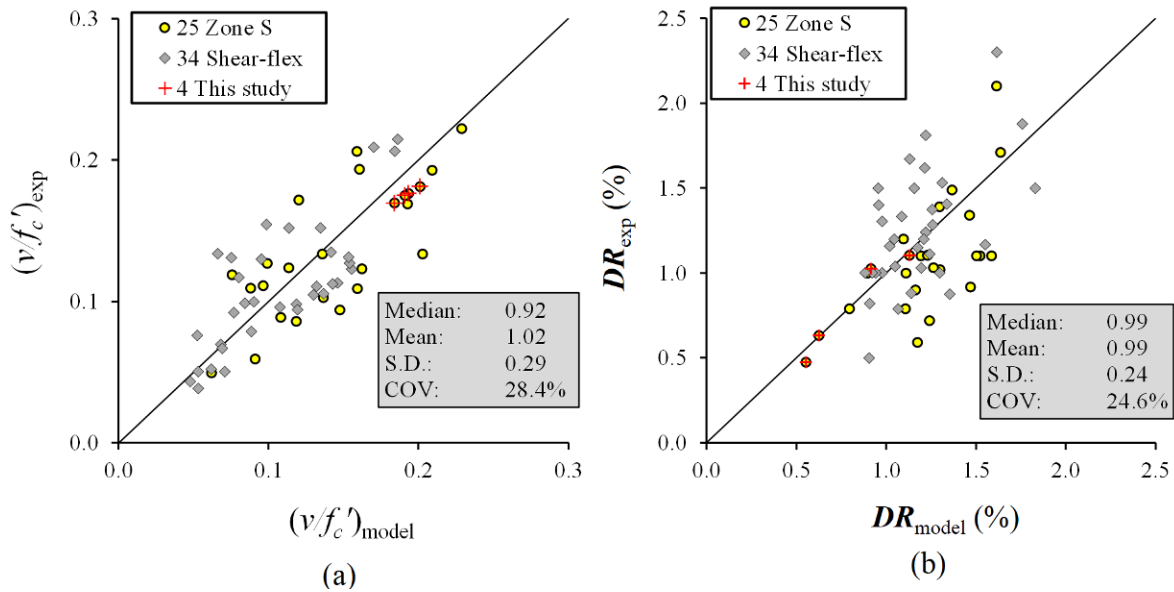 0.3
0.2
0.1
0.0
(v/f_c')exp
25 Zone S
34 Shear-flex
4 This study
Median: 0.92
Mean: 1.02
S.D.: 0.29
COV: 28.4%
0.0 0.1 0.2 0.3
(v/f_c')model
(a)
2.5
2.0
1.5
1.0
0.5
0.0
DRexp (%)
25 Zone S
34 Shear-flex
4 This study
Median: 0.99
Mean: 0.99
S.D.: 0.24
COV: 24.6%
0.0 0.5 1.0 1.5 2.0 2.5
DRmodel (%)
(b)